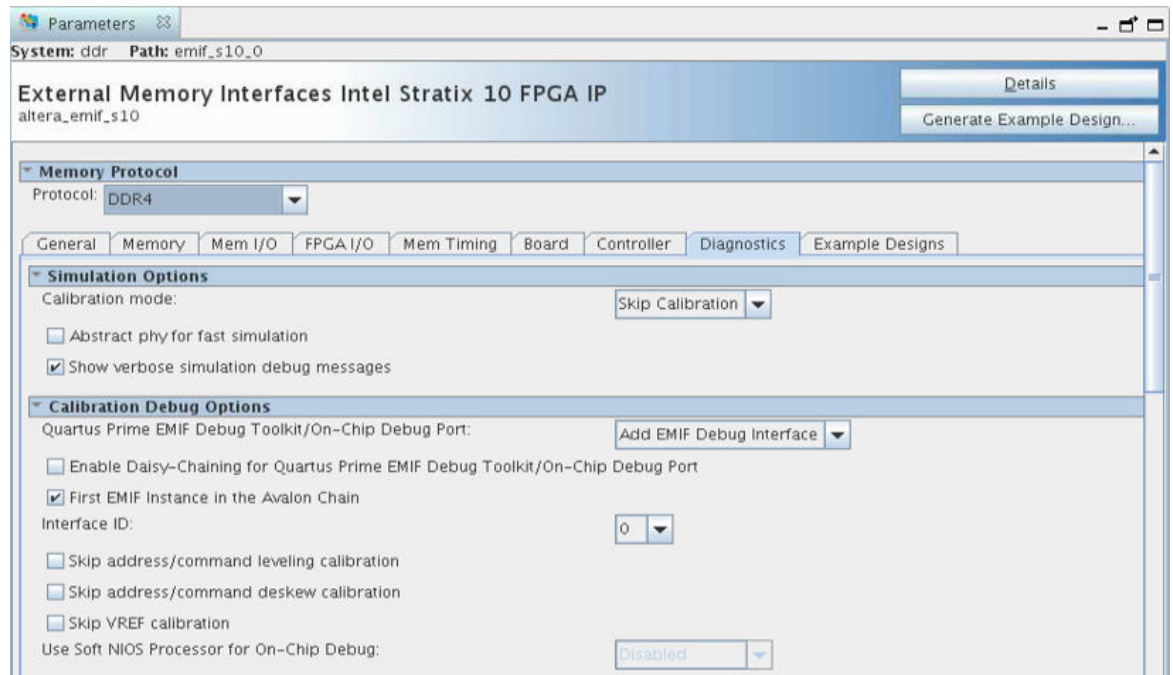 Parameters
System: ddr Path: emif_s10_0
External Memory Interfaces Intel Stratix 10 FPGA IP
altera_emif_s10
Details
Generate Example Design...
Memory Protocol
Protocol: DDR4
General Memory Mem I/O FPGA I/O Mem Timing Board Controller Diagnostics Example Designs
Simulation Options
Calibration mode: Skip Calibration
Abstract phy for fast simulation
Show verbose simulation debug messages
Calibration Debug Options
Quartus Prime EMIF Debug Toolkit/On-Chip Debug Port: Add EMIF Debug Interface
Enable Daisy-Chaining for Quartus Prime EMIF Debug Toolkit/On-Chip Debug Port
First EMIF Instance in the Avalon Chain
Interface ID: 0
Skip address/command leveling calibration
Skip address/command deskew calibration
Skip VREF calibration
Use Soft NIOS Processor for On-Chip Debug: Disabled